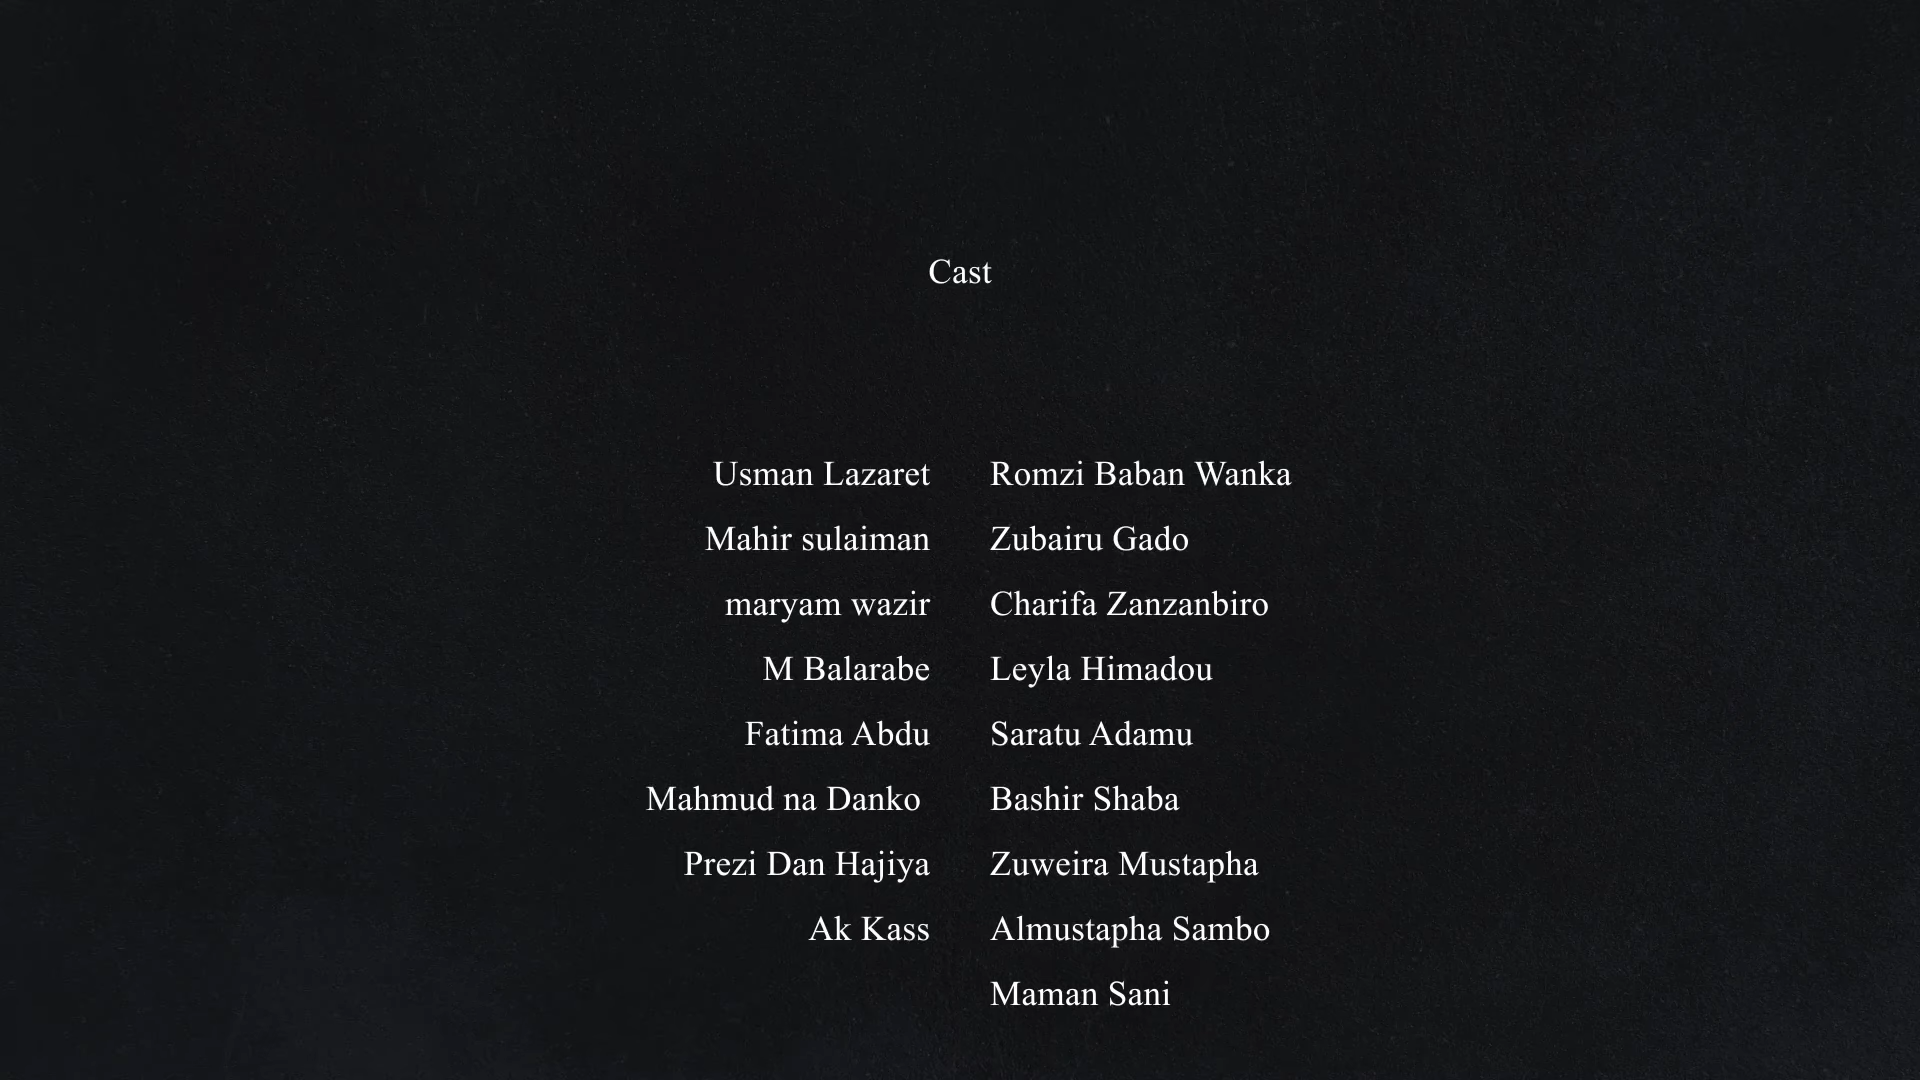 Cast
Usman Lazaret Romzi Baban Wanka
Mahir sulaiman Zubairu Gado
maryam wazir Charifa Zanzanbiro
M Balarabe Leyla Himadou
Fatima Abdu Saratu Adamu
Mahmud na Danko Bashir Shaba
Prezi Dan Hajiya Zuweira Mustapha
Ak Kass Almustapha Sambo
Maman Sani